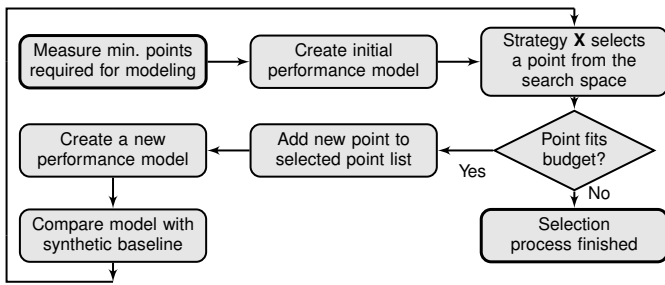 Measure min. points
required for modeling
Create initial
performance model
Strategy X selects
a point from the
search space
Create a new
performance model
Add new point to
selected point list
Point fits
budget?
Yes
No
Compare model with
synthetic baseline
Selection
process finished